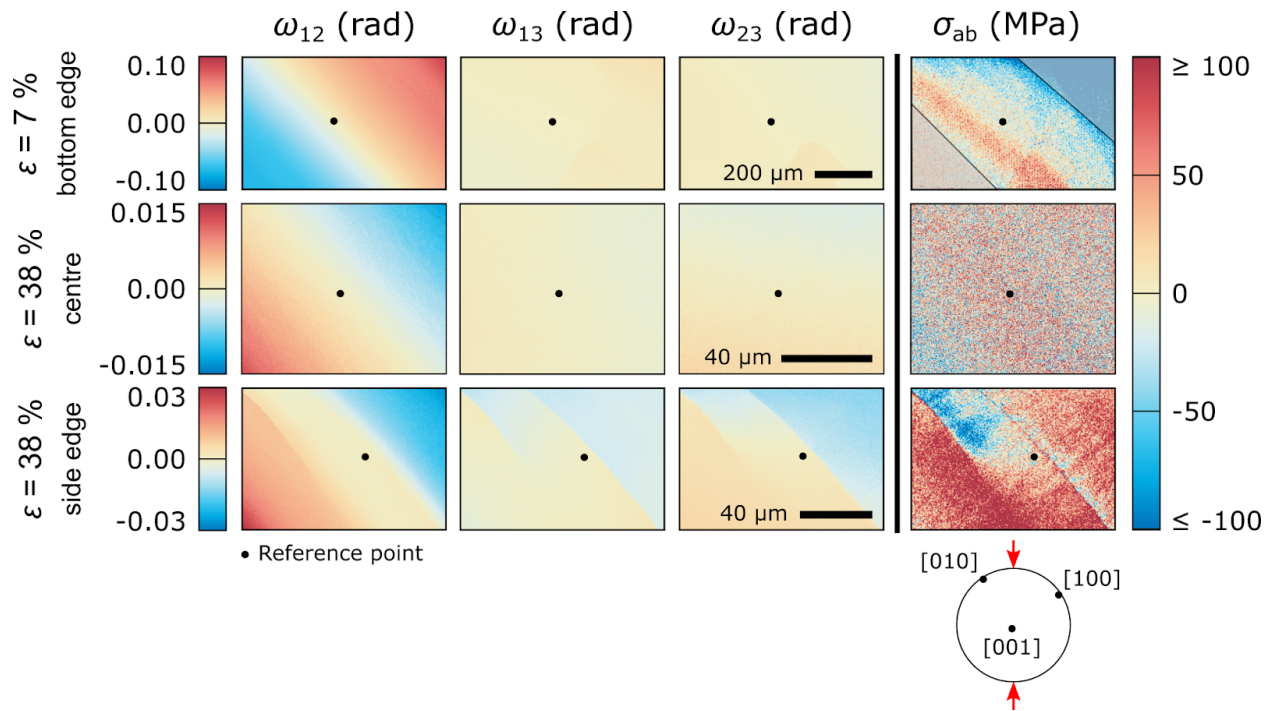 ω12 (rad) ω13 (rad) ω23 (rad) σab (MPa)
ε = 7 %
bottom edge
0.10
0.00
-0.10
200 μm
ε = 38 %
centre
0.015
0.00
-0.015
40 μm
ε = 38 %
side edge
0.03
0.00
-0.03
40 μm
≥ 100
50
0
-50
≤ -100
• Reference point
[010]
[100]
[001]